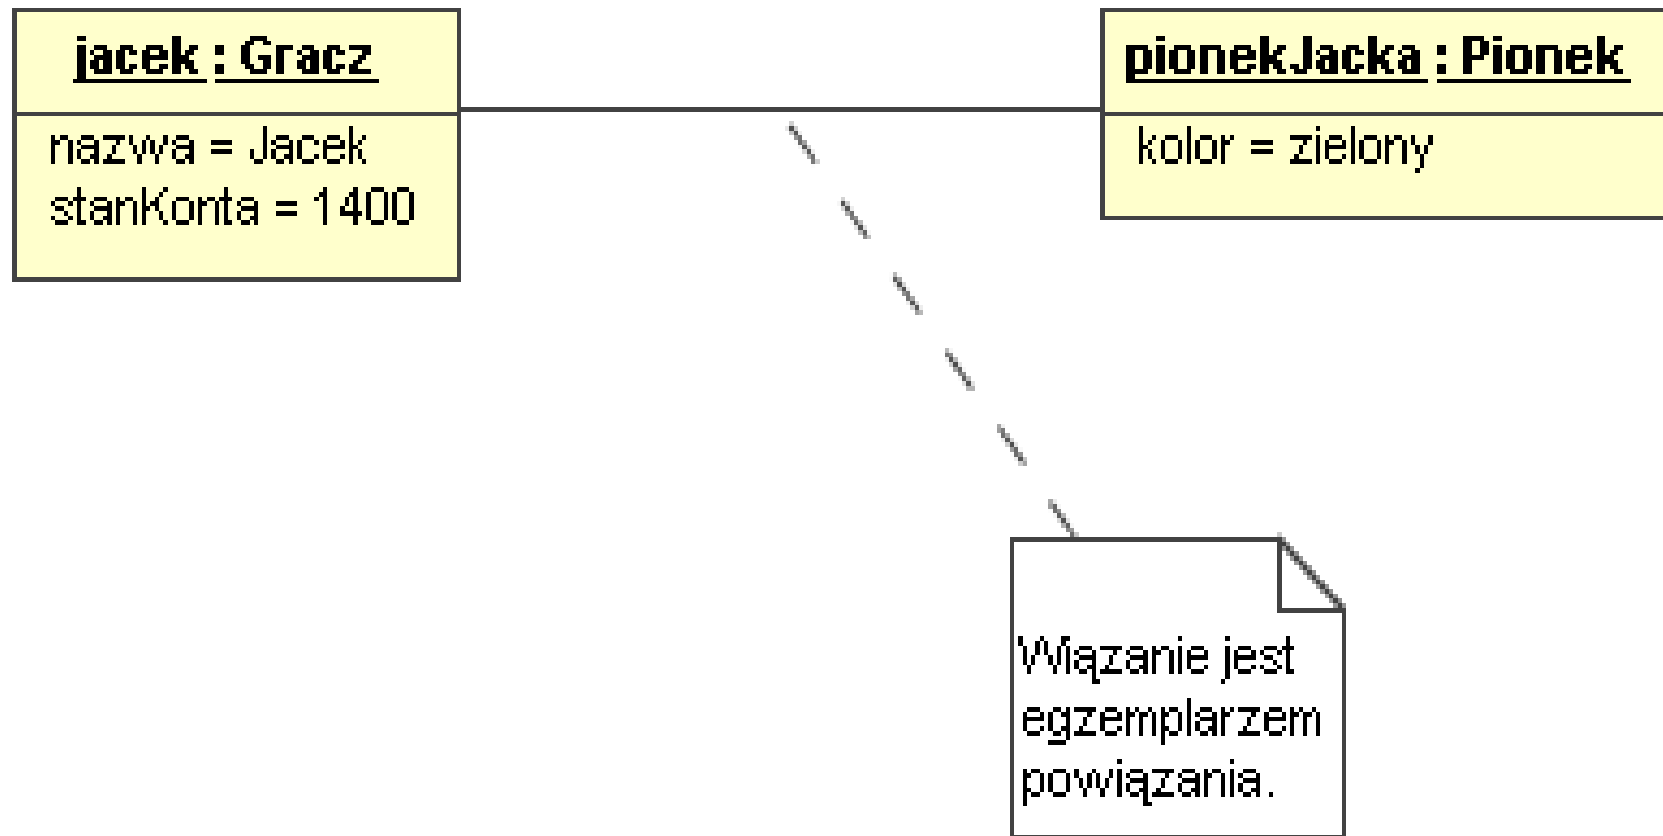 jacek : Gracz
nazwa = Jacek
stanKonta = 1400
pionekJacka : Pionek
kolor = zielony
Wiązanie jest
egzemplarzem
powiązania.